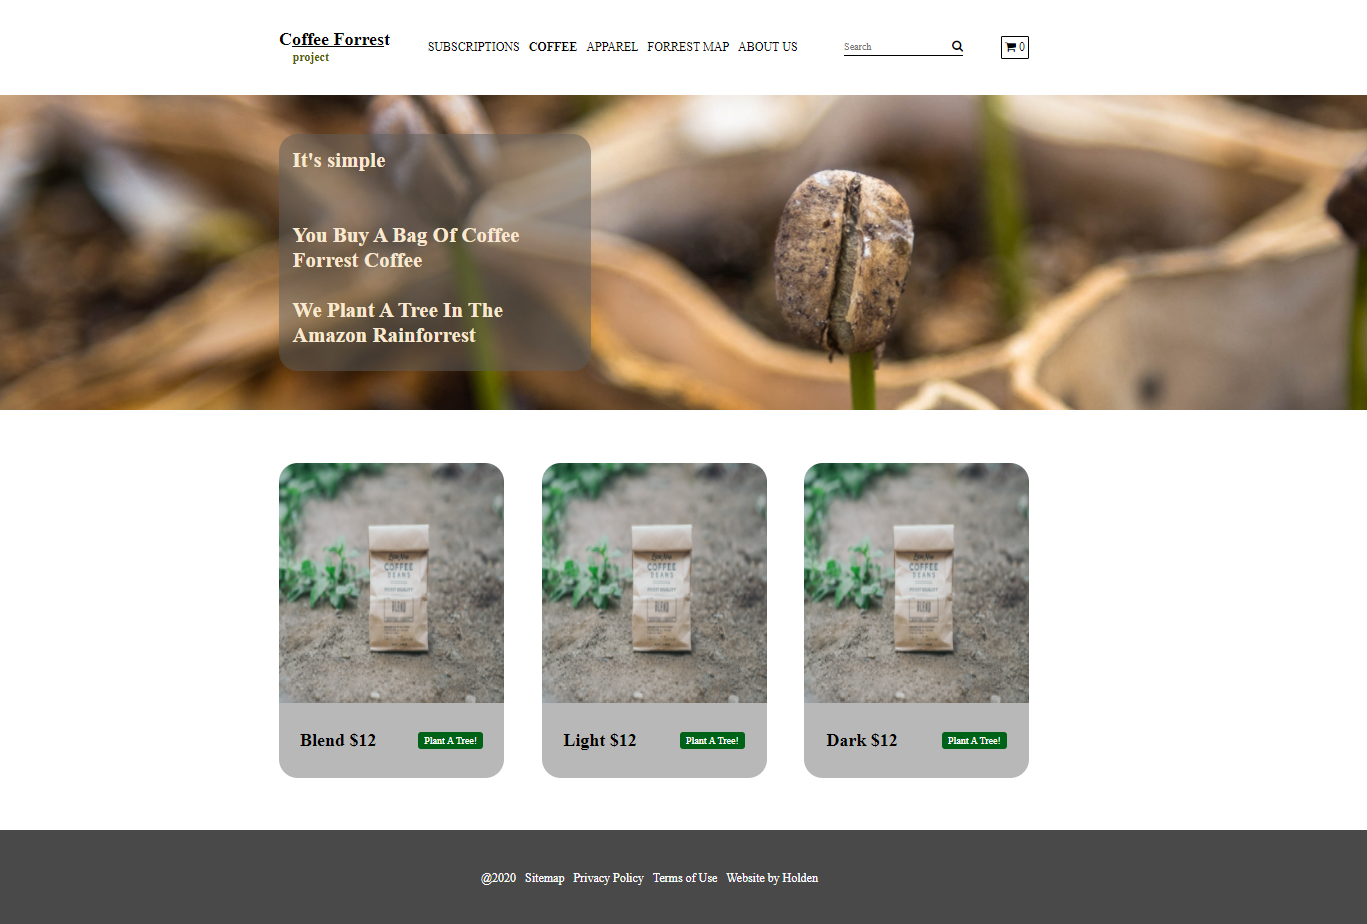 Coffee Forrest
project
SUBSCRIPTIONS COFFEE APPAREL FORREST MAP ABOUT US
Search
0
It's simple
You Buy A Bag Of Coffee
Forrest Coffee
We Plant A Tree In The
Amazon Rainforrest
COFFEE
BEANS
BLEND
COFFEE
BEANS
BLEND
COFFEE
BEANS
BLEND
Blend $12
Plant A Tree!
Light $12
Plant A Tree!
Dark $12
Plant A Tree!
@2020 Sitemap Privacy Policy Terms of Use Website by Holden